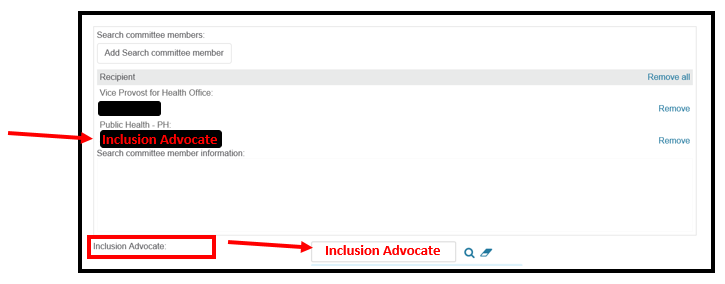 Search committee members:
Add Search committee member
Recipient Remove all
Vice Provost for Health Office:
Remove
Public Health - PH:
Inclusion Advocate Remove
Search committee member information:
Inclusion Advocate: Inclusion Advocate